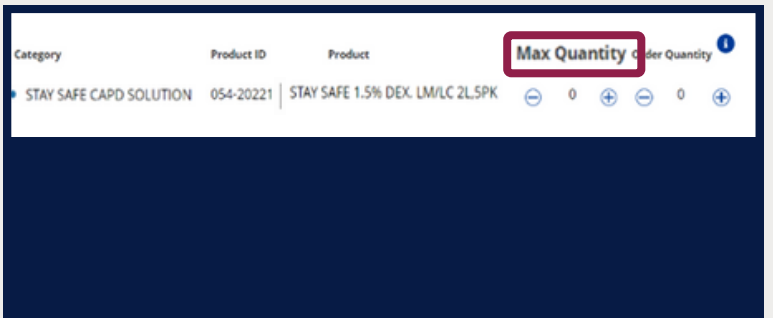 Category Product ID Product Max Quantity Order Quantity i
STAY SAFE CAPD SOLUTION 054-20221 STAY SAFE 1.5% DEX. LM/LC 2L,5PK 0 0